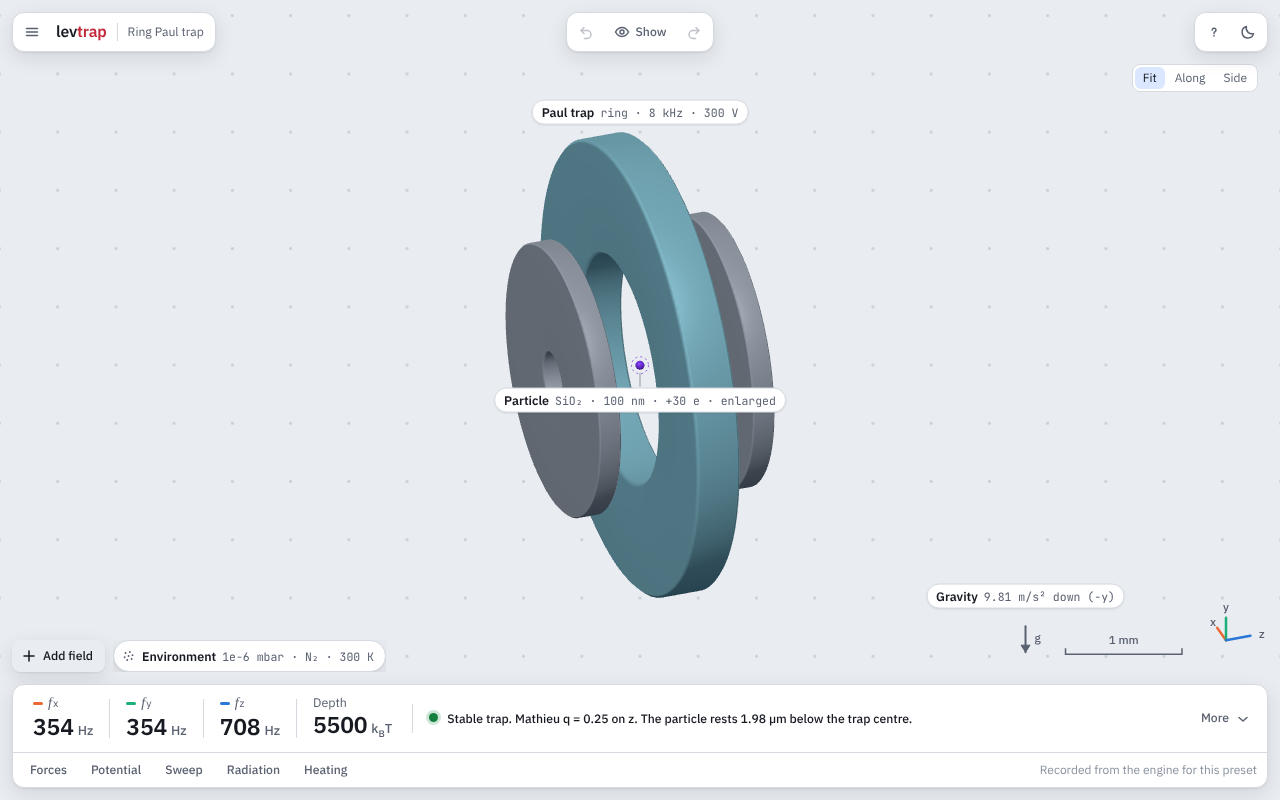 levtrap Ring Paul trap
Show
?
Fit Along Side
Paul trap ring · 8 kHz · 300 V
Particle SiO₂ · 100 nm · +30 e · enlarged
Gravity 9.81 m/s² down (-y)
g
1 mm
y
x
z
Add field
Environment 1e-6 mbar · N₂ · 300 K
fx
354 Hz
fy
354 Hz
fz
708 Hz
Depth
5500 kBT
Stable trap. Mathieu q = 0.25 on z. The particle rests 1.98 µm below the trap centre.
More
Forces Potential Sweep Radiation Heating
Recorded from the engine for this preset